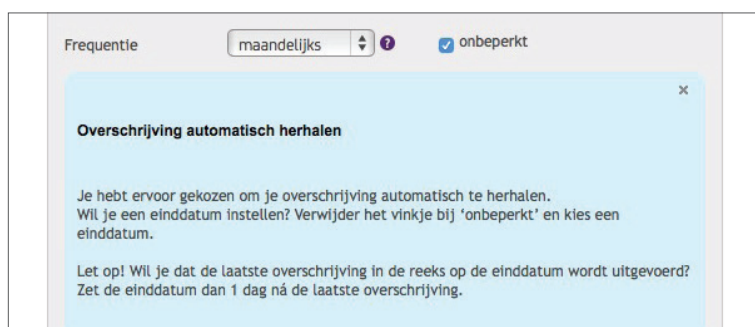 Frequentie maandelijks ? onbeperkt
×
Overschrijving automatisch herhalen
Je hebt ervoor gekozen om je overschrijving automatisch te herhalen.
Wil je een einddatum instellen? Verwijder het vinkje bij ‘onbeperkt’ en kies een
einddatum.
Let op! Wil je dat de laatste overschrijving in de reeks op de einddatum wordt uitgevoerd?
Zet de einddatum dan 1 dag ná de laatste overschrijving.